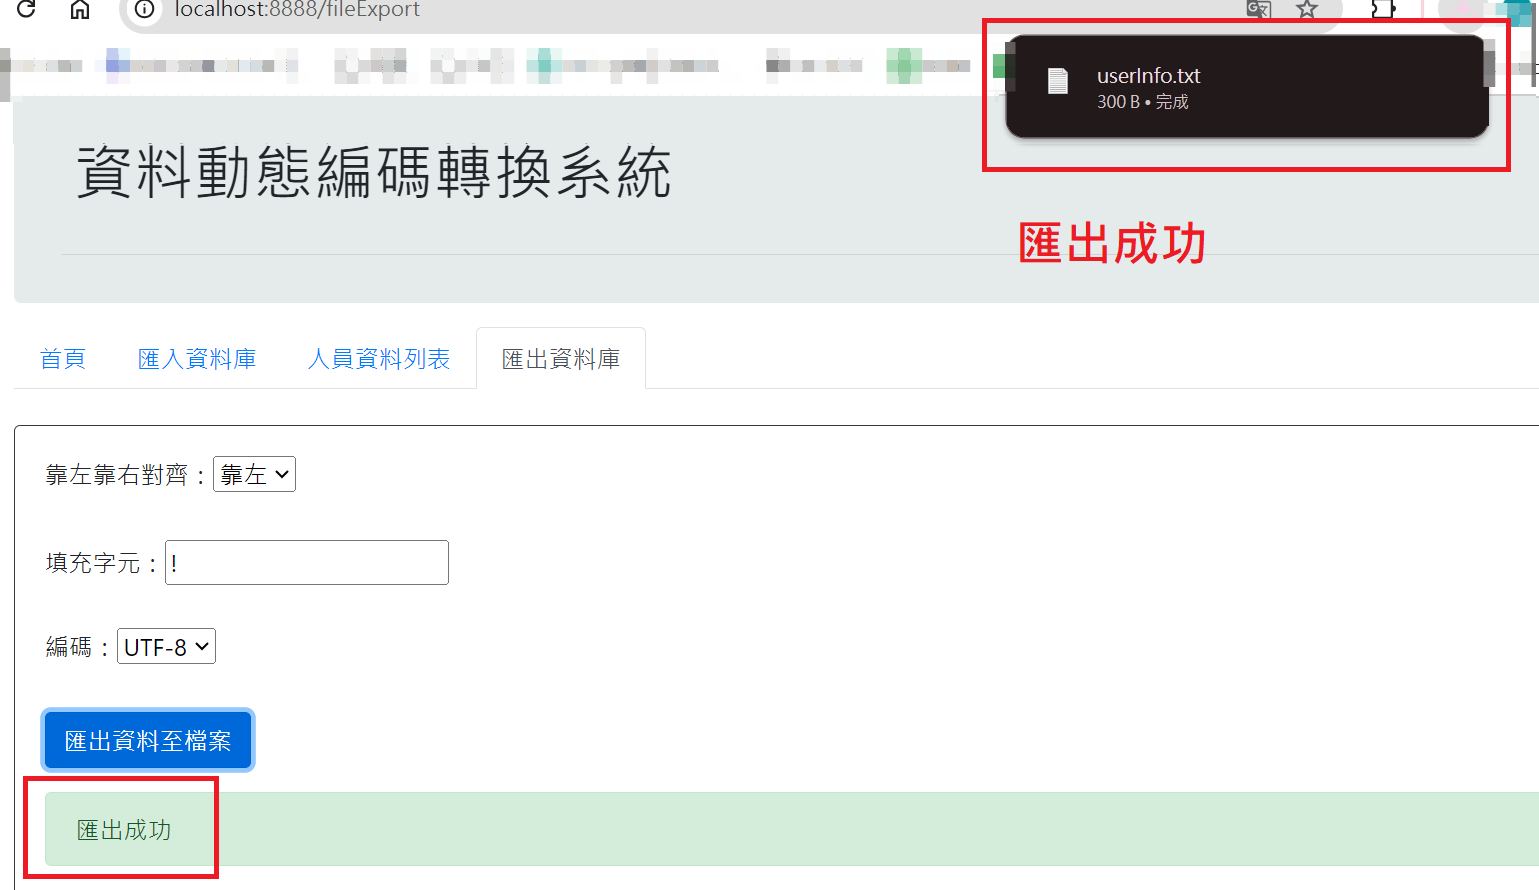 localhost:8888/fileExport
userInfo.txt
300 B • 完成
資料動態編碼轉換系統
匯出成功
首頁
匯入資料庫
人員資料列表
匯出資料庫
靠左靠右對齊：靠左
填充字元：!
編碼：UTF-8
匯出資料至檔案
匯出成功